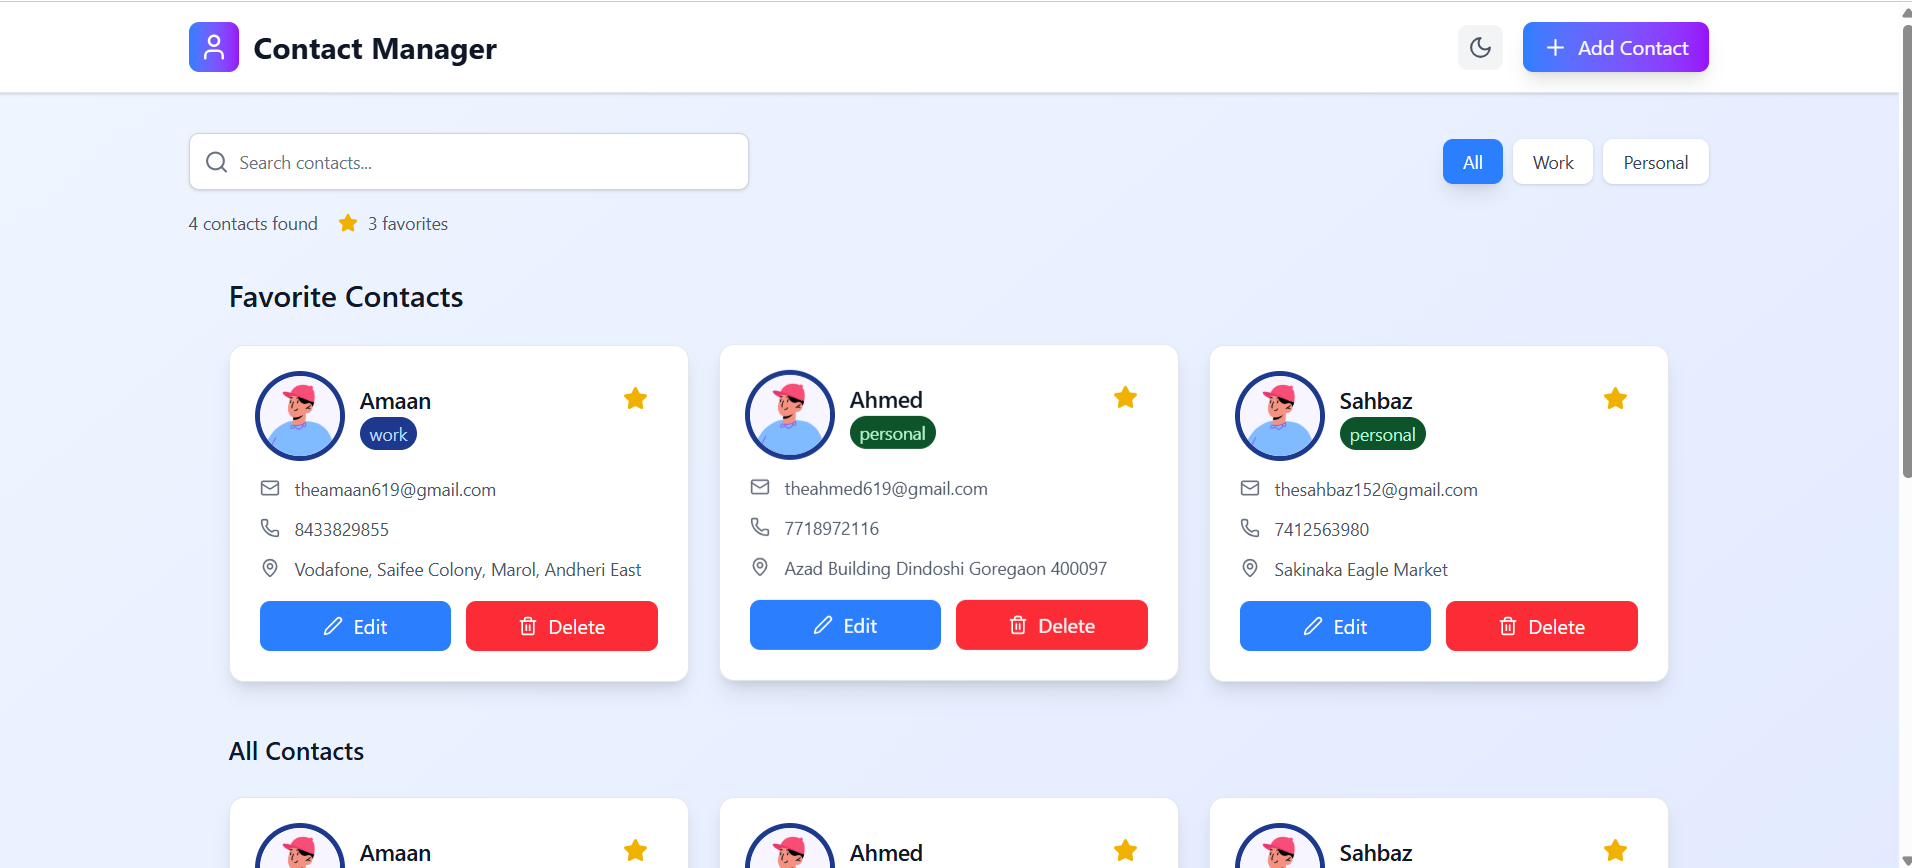 Contact Manager
Add Contact
Search contacts...
All
Work
Personal
4 contacts found
3 favorites
Favorite Contacts
Amaan
work
theamaan619@gmail.com
8433829855
Vodafone, Saifee Colony, Marol, Andheri East
Edit
Delete
Ahmed
personal
theahmed619@gmail.com
7718972116
Azad Building Dindoshi Goregaon 400097
Edit
Delete
Sahbaz
personal
thesahbaz152@gmail.com
7412563980
Sakinaka Eagle Market
Edit
Delete
All Contacts
Amaan
Ahmed
Sahbaz